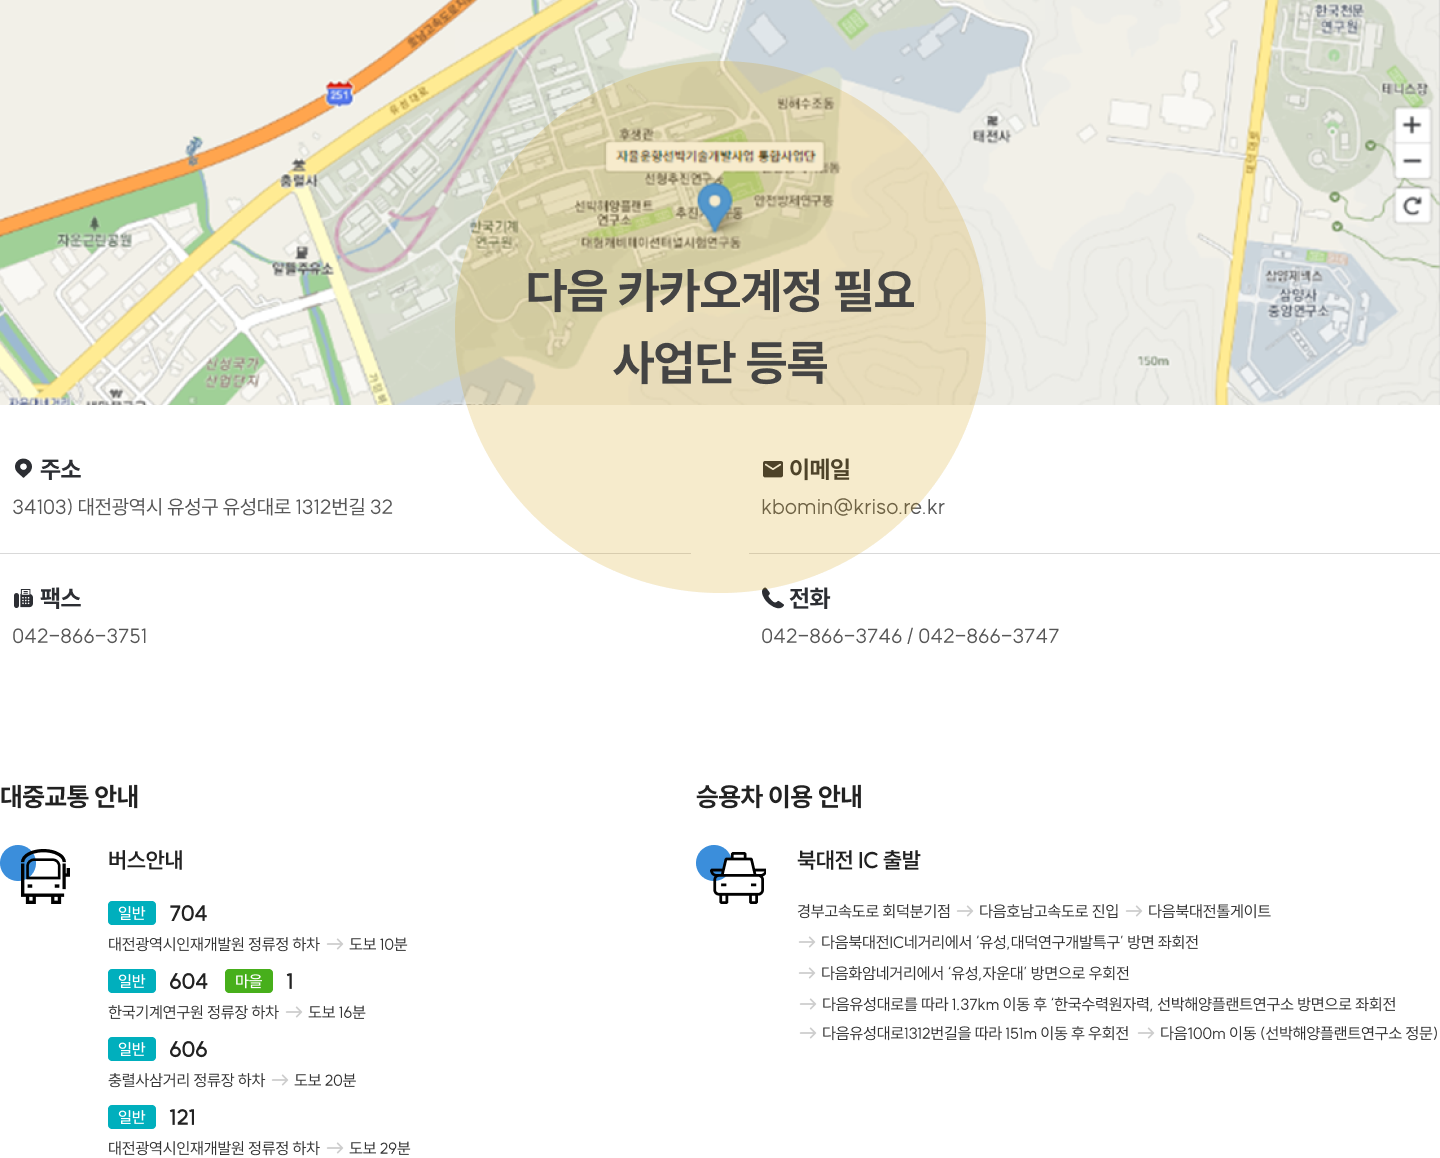 호남고속도로지선
한국천문
연구원
251
유성대로
테니스장
빙해수조동
후생관
태전사
자율운항선박기술개발사업 통합사업단
충렬사
선형추진연구
안전방제연구동
선박해양플랜트
연구소
한국기계
연구원
자운근린공원
대형캐비테이션터널시험연구동
알뜰주유소
대덕대로
삼양제넥스
삼양사
중앙연구소
다음 카카오계정 필요
사업단 등록
신성국가
산업단지
150m
주소
34103) 대전광역시 유성구 유성대로 1312번길 32
이메일
kbomin@kriso.re.kr
팩스
042-866-3751
전화
042-866-3746 / 042-866-3747
대중교통 안내
버스안내
일반 704
대전광역시인재개발원 정류정 하차 → 도보 10분
일반 604 마을 1
한국기계연구원 정류장 하차 → 도보 16분
일반 606
충렬사삼거리 정류장 하차 → 도보 20분
일반 121
대전광역시인재개발원 정류정 하차 → 도보 29분
승용차 이용 안내
북대전 IC 출발
경부고속도로 회덕분기점 → 다음호남고속도로 진입 → 다음북대전톨게이트
→ 다음북대전IC네거리에서 ‘유성,대덕연구개발특구’ 방면 좌회전
→ 다음화암네거리에서 ‘유성,자운대’ 방면으로 우회전
→ 다음유성대로를 따라 1.37km 이동 후 ‘한국수력원자력, 선박해양플랜트연구소 방면으로 좌회전
→ 다음유성대로1312번길을 따라 151m 이동 후 우회전 → 다음100m 이동 (선박해양플랜트연구소 정문)